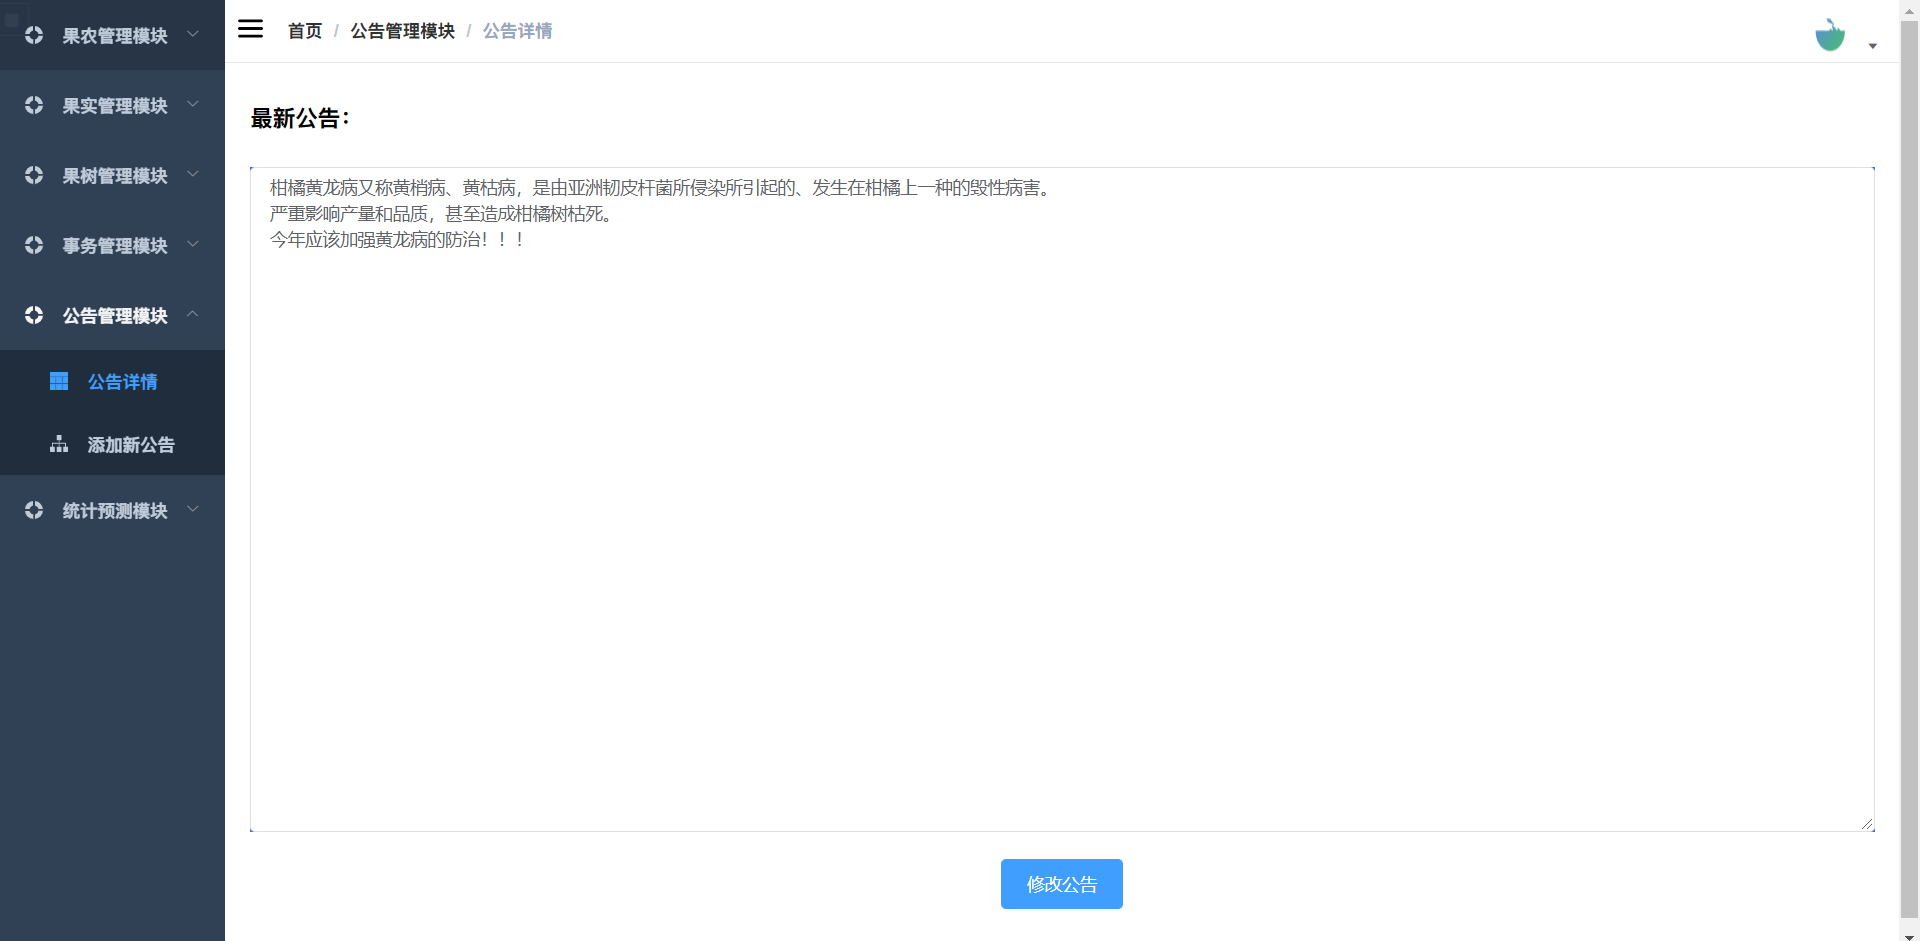 果农管理模块
果实管理模块
果树管理模块
事务管理模块
公告管理模块
公告详情
添加新公告
统计预测模块
首页 / 公告管理模块 / 公告详情
最新公告：
柑橘黄龙病又称黄梢病、黄枯病，是由亚洲韧皮杆菌所侵染所引起的、发生在柑橘上一种的毁性病害。
严重影响产量和品质，甚至造成柑橘树枯死。
今年应该加强黄龙病的防治！！！
修改公告